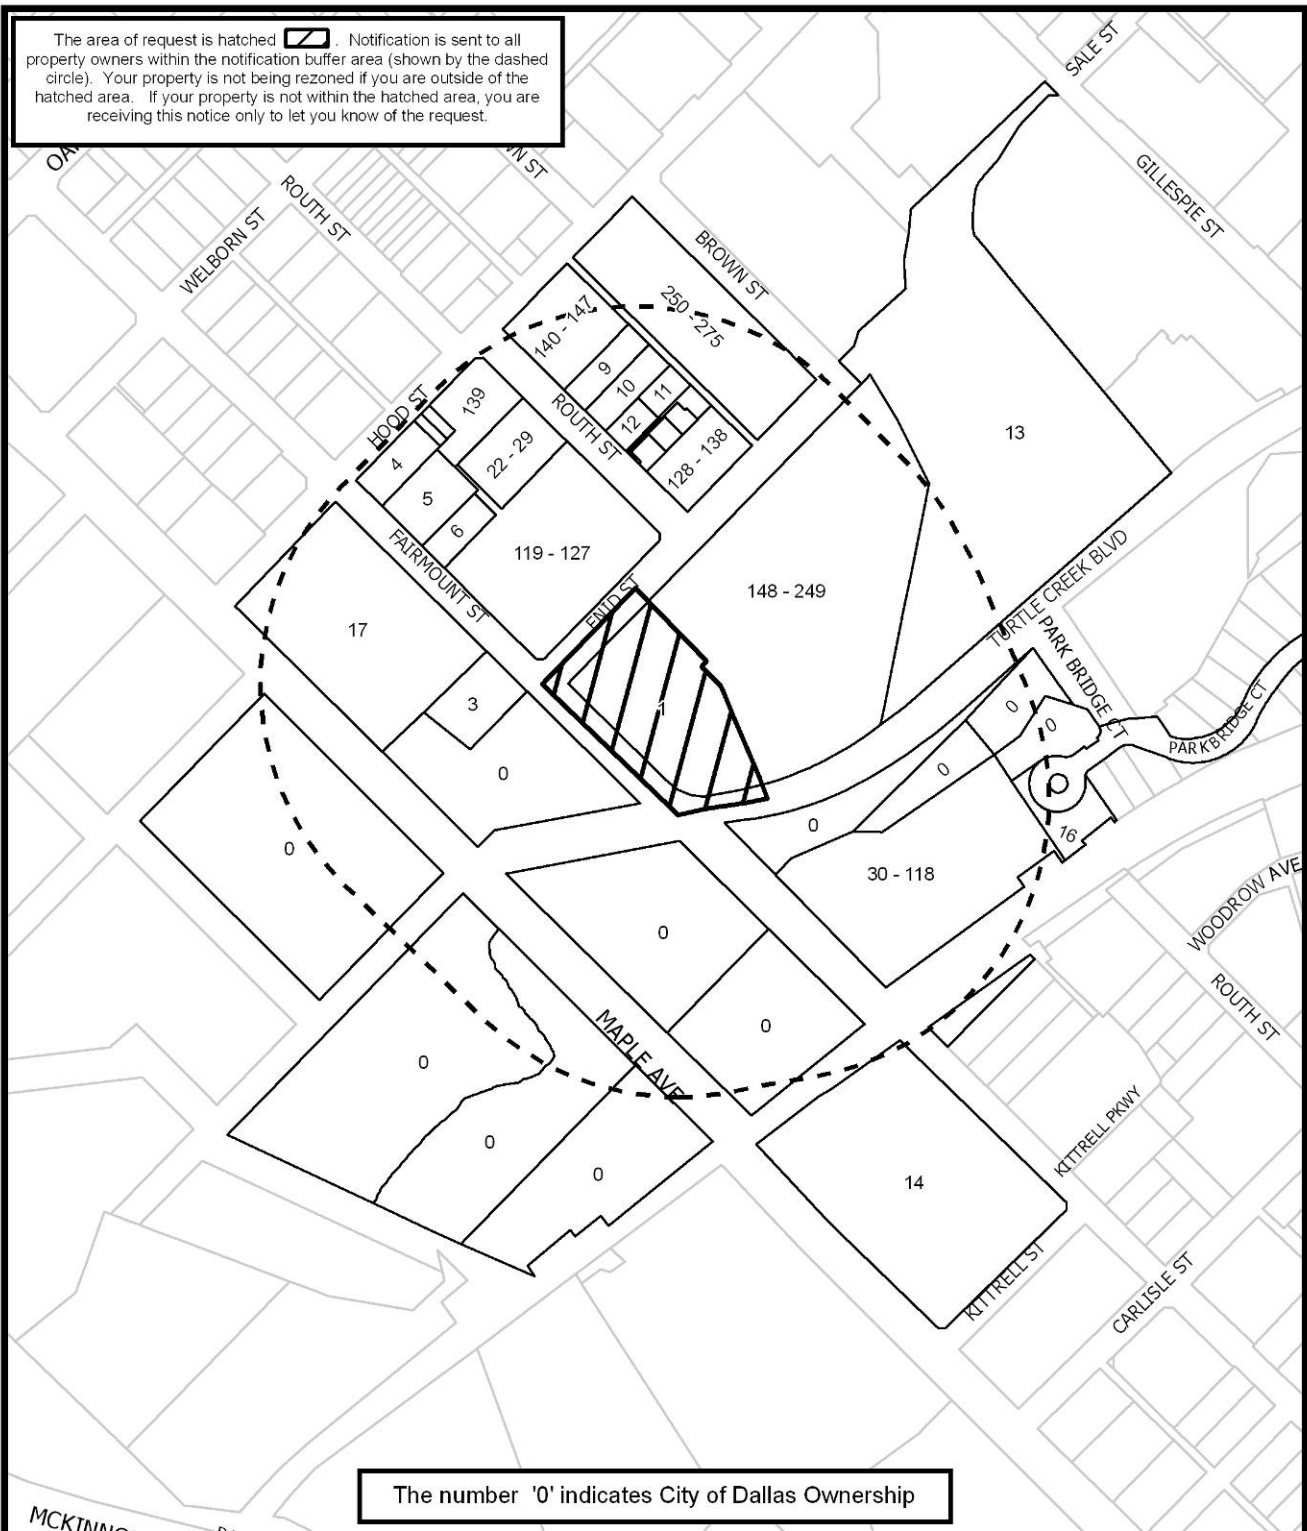 The area of request is hatched . Notification is sent to all
property owners within the notification buffer area (shown by the dashed
circle). Your property is not being rezoned if you are outside of the
hatched area. If your property is not within the hatched area, you are
receiving this notice only to let you know of the request.
SALE ST
GILLESPIE ST
ROUTH ST
WELBORN ST
BROWN ST
250 - 275
140 - 147
9
10
11
12
139
HOOD ST
ROUTH ST
22 - 29
128 - 138
4
5
6
13
FAIRMOUNT ST
119 - 127
148 - 249
ENID ST
TURTLE CREEK BLVD
PARK BRIDGE CT
PARK BRIDGE CT
17
3
1
0
0
0
0
0
0
16
30 - 118
WOODROW AVE
0
0
ROUTH ST
MAPLE AVE
0
0
0
KITTRELL PKWY
14
KITTRELL ST
CARLISLE ST
The number '0' indicates City of Dallas Ownership